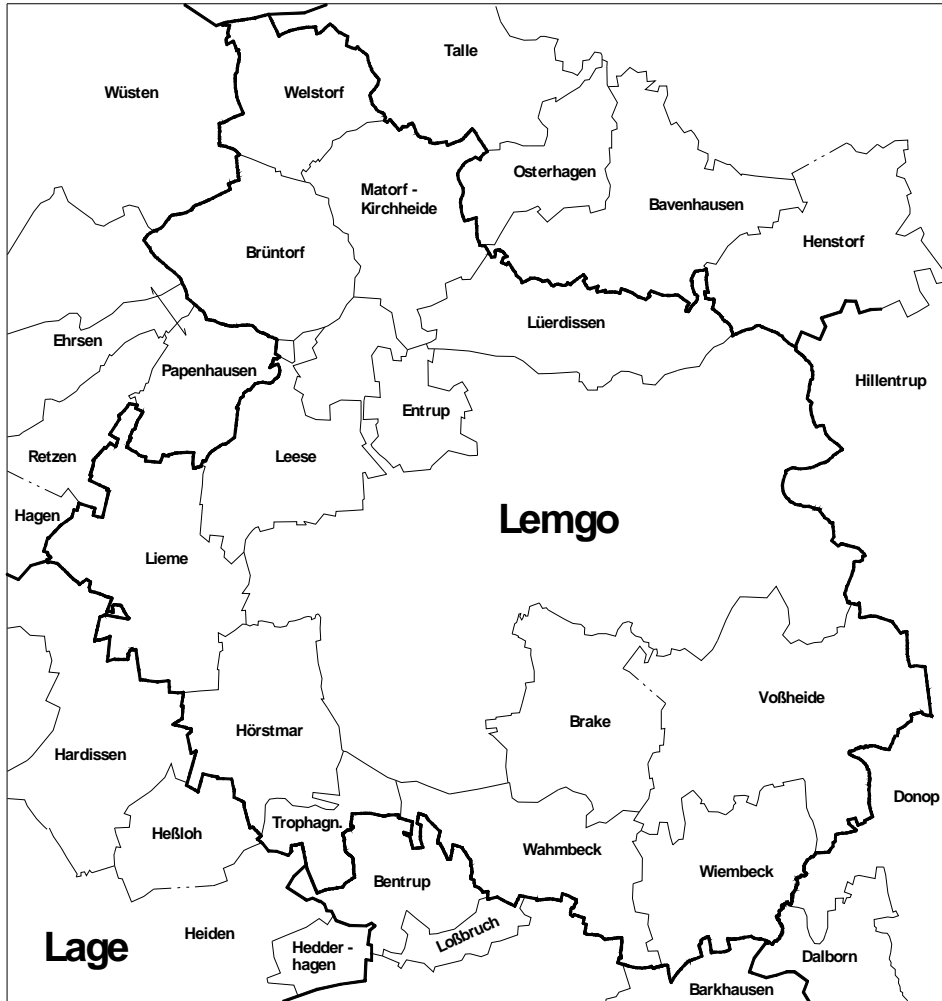 Talle
Wüsten
Welstorf
Osterhagen
Matorf -
Kirchheide
Bavenhausen
Henstorf
Brüntorf
Lüerdissen
Ehrsen
Papenhausen
Hillentrup
Entrup
Retzen
Leese
Hagen
Lemgo
Lieme
Voßheide
Brake
Hörstmar
Hardissen
Donop
Trophagn.
Heßloh
Wahmbeck
Wiembeck
Bentrup
Heiden
Lage
Loßbruch
Hedder -
hagen
Dalborn
Barkhausen